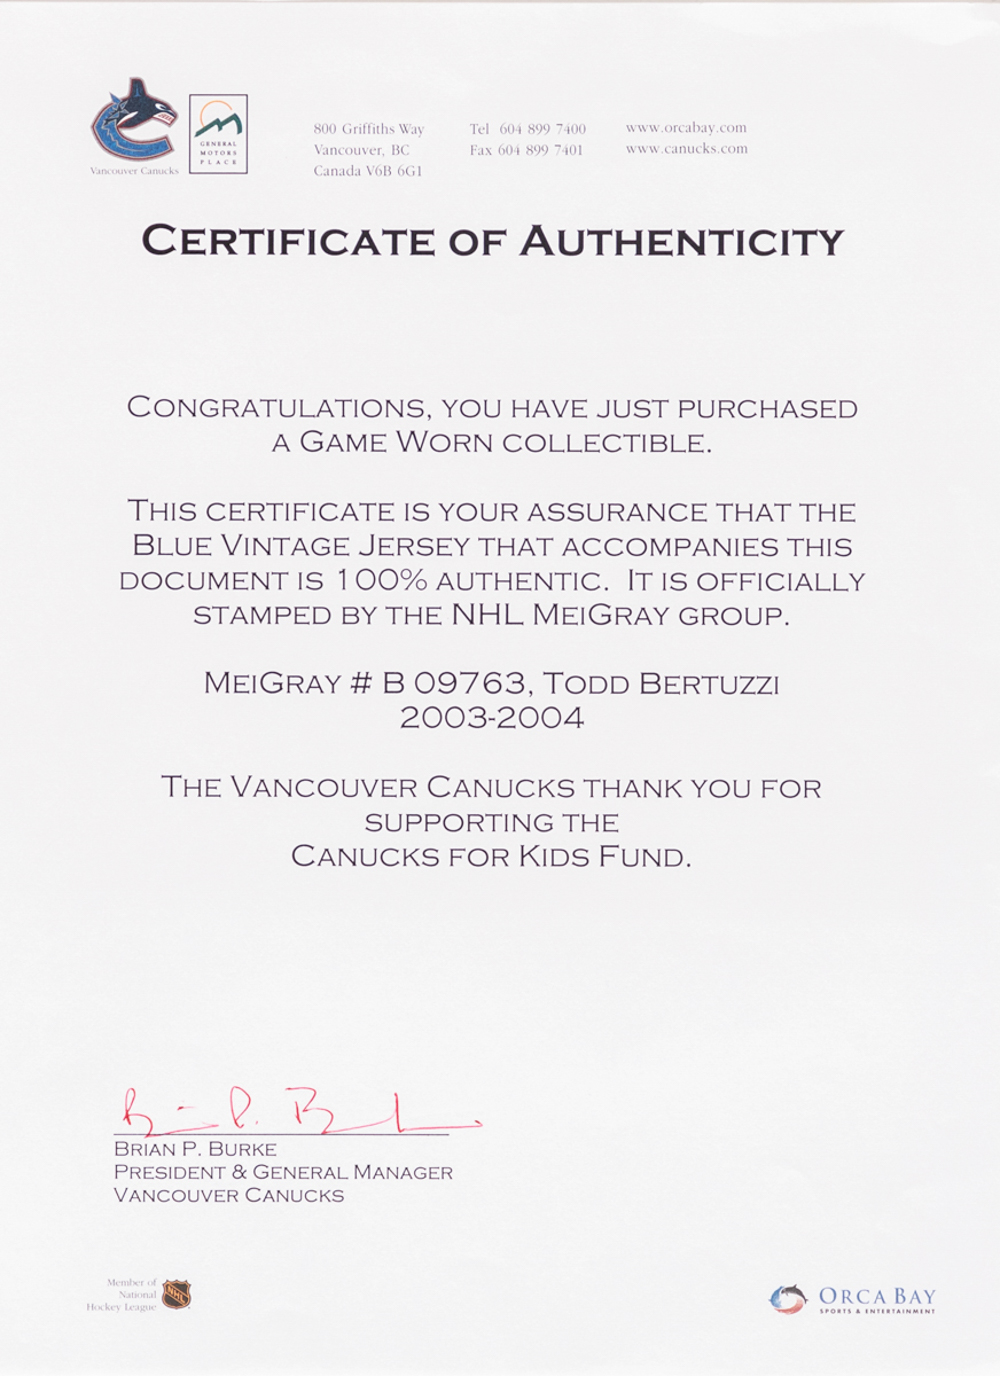 Vancouver Canucks
GENERAL
MOTORS
PLACE
800 Griffiths Way
Vancouver, BC
Canada V6B 6G1
Tel 604 899 7400
Fax 604 899 7401
www.orcabay.com
www.canucks.com
CERTIFICATE OF AUTHENTICITY
CONGRATULATIONS, YOU HAVE JUST PURCHASED
A GAME WORN COLLECTIBLE.
THIS CERTIFICATE IS YOUR ASSURANCE THAT THE
BLUE VINTAGE JERSEY THAT ACCOMPANIES THIS
DOCUMENT IS 100% AUTHENTIC. IT IS OFFICIALLY
STAMPED BY THE NHL MEIGRAY GROUP.
MEIGRAY # B 09763, TODD BERTUZZI
2003-2004
THE VANCOUVER CANUCKS THANK YOU FOR
SUPPORTING THE
CANUCKS FOR KIDS FUND.
BRIAN P. BURKE
PRESIDENT & GENERAL MANAGER
VANCOUVER CANUCKS
Member of
National
Hockey League
NHL
ORCA BAY
SPORTS & ENTERTAINMENT